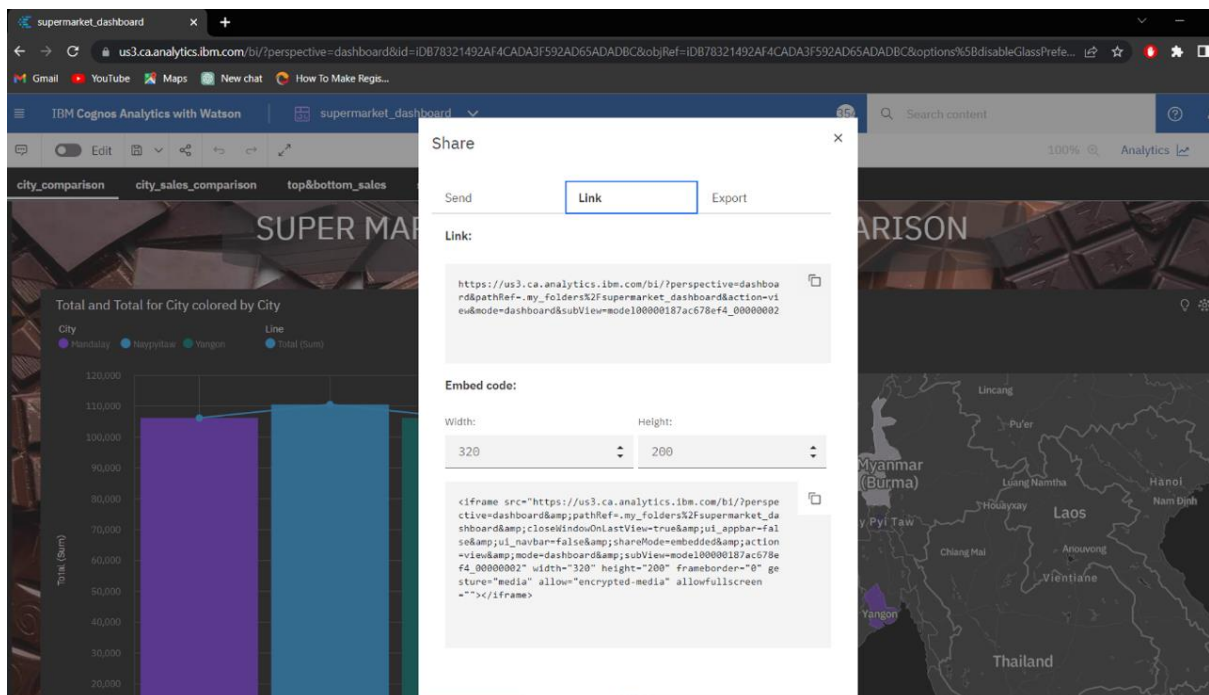 supermarket_dashboard
us3.ca.analytics.ibm.com/bi/?perspective=dashboard&id=iDB78321492AF4CADA3F592AD65ADADBC&objRef=iDB78321492AF4CADA3F592AD65ADADBC&options%5BdisableGlassPrefe...
Gmail YouTube Maps New chat How To Make Regis...
IBM Cognos Analytics with Watson supermarket_dashboard Search content
Edit 100% Analytics
city_comparison city_sales_comparison top&bottom_sales
SUPER MAR ARISON
Total and Total for City colored by City
City Line
Mandalay Naypyitaw Yangon Total (Sum)
120,000
110,000
100,000
90,000
80,000
70,000
60,000
50,000
40,000
30,000
20,000
Total (Sum)
Share
Send Link Export
Link:
https://us3.ca.analytics.ibm.com/bi/?perspective=dashboa
rd&pathRef=.my_folders%2Fsupermarket_dashboard&action=vi
ew&mode=dashboard&subView=model00000187ac678ef4_00000002
Embed code:
Width: Height:
320 200
<iframe src="https://us3.ca.analytics.ibm.com/bi/?perspe
ctive=dashboard&amp;pathRef=.my_folders%2Fsupermarket_da
shboard&amp;closeWindowOnLastView=true&amp;ui_appbar=fal
se&amp;ui_navbar=false&amp;shareMode=embedded&amp;action
=view&amp;mode=dashboard&amp;subView=model00000187ac678e
f4_00000002" width="320" height="200" frameborder="0" ge
sture="media" allow="encrypted-media" allowfullscreen
=""></iframe>
Lincang
Pu'er
Myanmar
(Burma)
Luang Namtha
Hanoi
Nam Định
Houayxay
Laos
y Pyi Taw
Chiang Mai
Anouvong
Vientiane
Yangon
Thailand